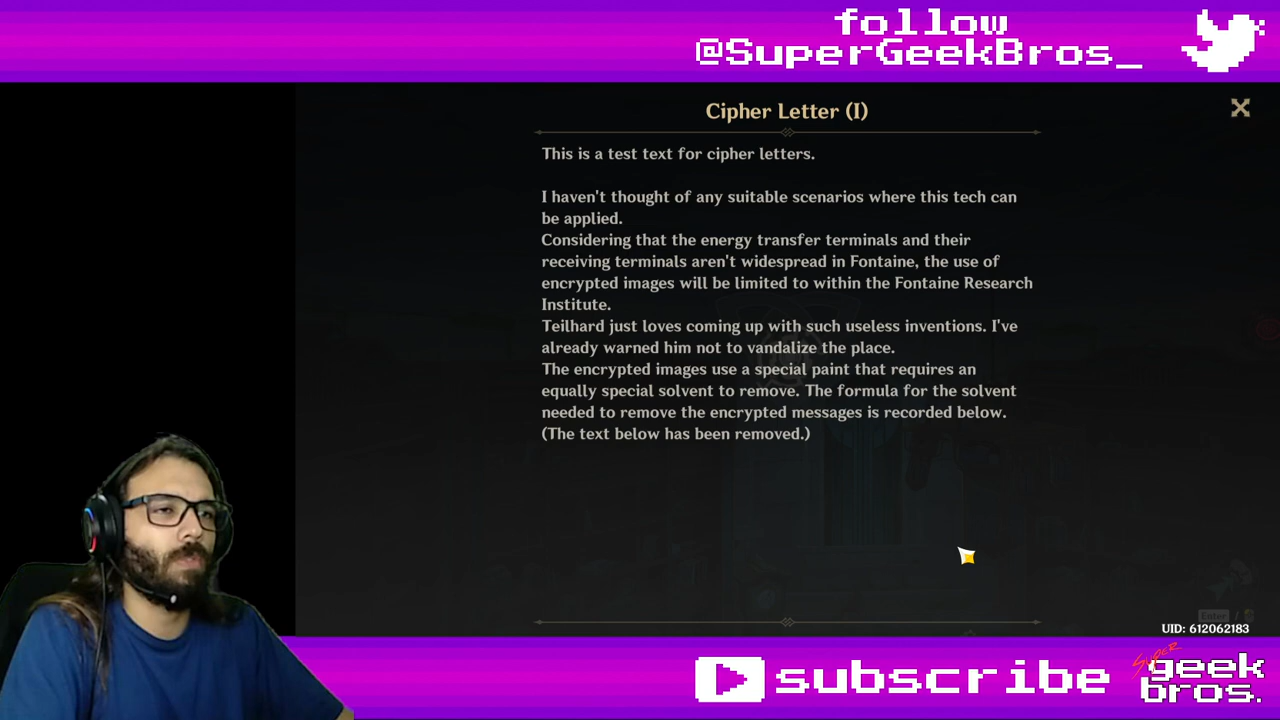 follow
@SuperGeekBros_
Cipher Letter (I)
This is a test text for cipher letters.
I haven't thought of any suitable scenarios where this tech can
be applied.
Considering that the energy transfer terminals and their
receiving terminals aren't widespread in Fontaine, the use of
encrypted images will be limited to within the Fontaine Research
Institute.
Teilhard just loves coming up with such useless inventions. I've
already warned him not to vandalize the place.
The encrypted images use a special paint that requires an
equally special solvent to remove. The formula for the solvent
needed to remove the encrypted messages is recorded below.
(The text below has been removed.)
Enter /
UID: 612062183
subscribe
SUPER
geek
bros.